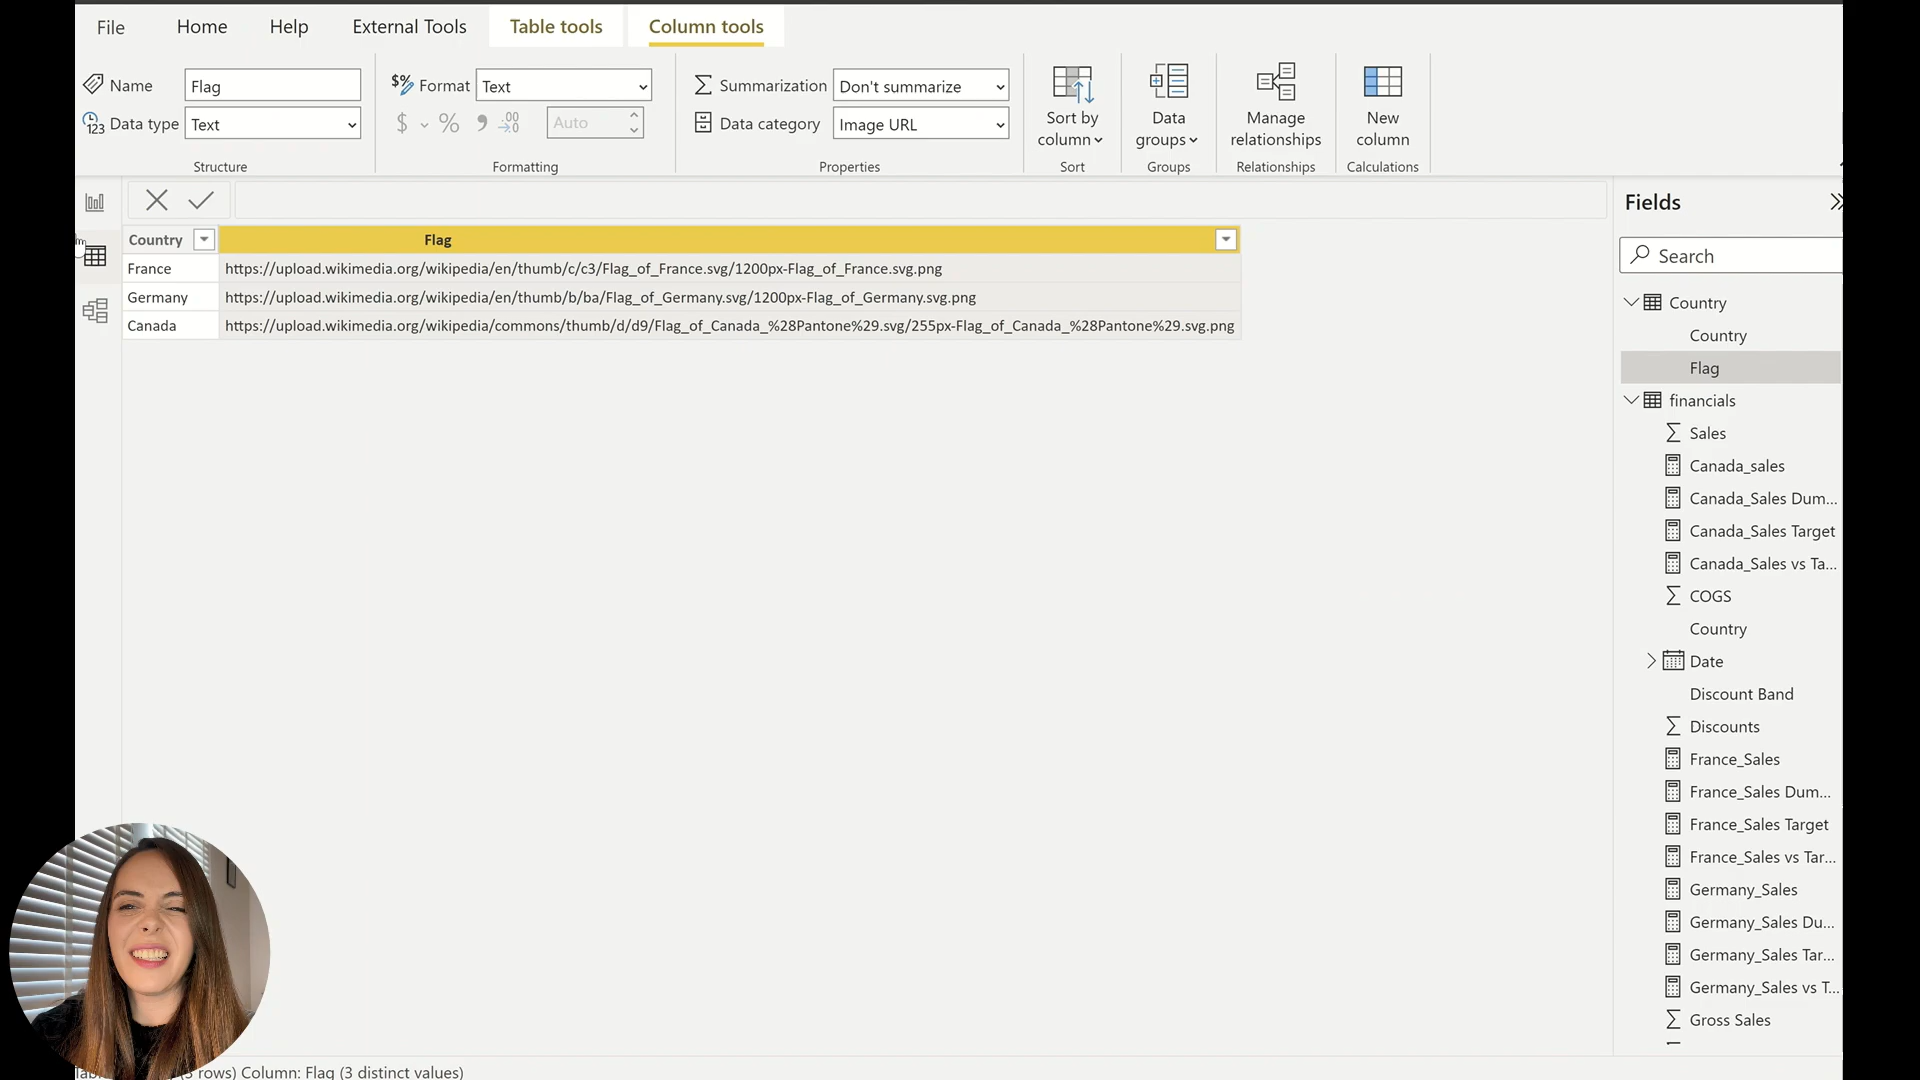 File Home Help External Tools Table tools Column tools
Name Flag $% Format Text Summarization Don't summarize
123 Data type Text $ % .00 Auto Data category Image URL
Sort by column
Data groups
Manage relationships
New column
Structure Formatting Properties Sort Groups Relationships Calculations
Country Flag
France https://upload.wikimedia.org/wikipedia/en/thumb/c/c3/Flag_of_France.svg/1200px-Flag_of_France.svg.png
Germany https://upload.wikimedia.org/wikipedia/en/thumb/b/ba/Flag_of_Germany.svg/1200px-Flag_of_Germany.svg.png
Canada https://upload.wikimedia.org/wikipedia/commons/thumb/d/d9/Flag_of_Canada_%28Pantone%29.svg/255px-Flag_of_Canada_%28Pantone%29.svg.png
Fields
Search
Country
Country
Flag
financials
Sales
Canada_sales
Canada_Sales Dum...
Canada_Sales Target
Canada_Sales vs Ta...
COGS
Country
Date
Discount Band
Discounts
France_Sales
France_Sales Dum...
France_Sales Target
France_Sales vs Tar...
Germany_Sales
Germany_Sales Du...
Germany_Sales Tar...
Germany_Sales vs T...
Gross Sales
rows) Column: Flag (3 distinct values)